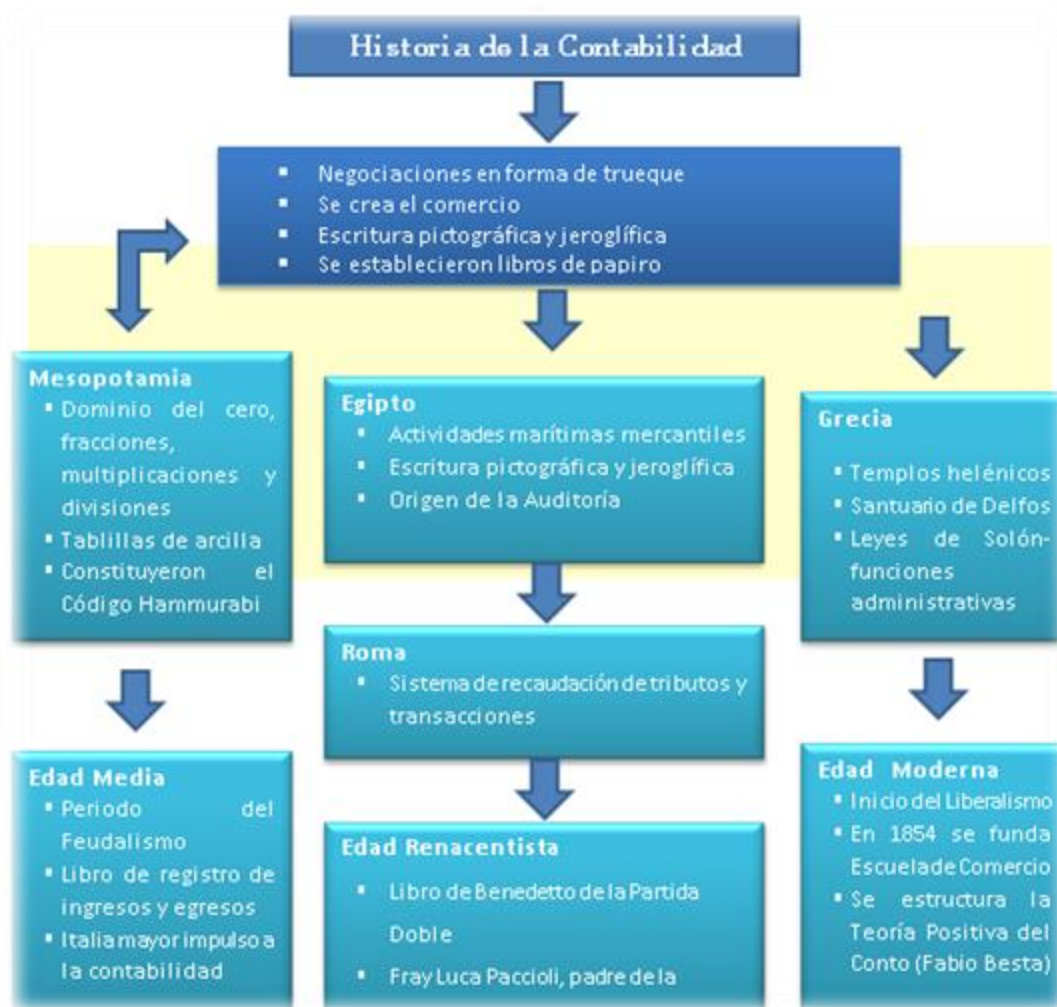 Historia de la Contabilidad
▪ Negociaciones en forma de trueque
▪ Se crea el comercio
▪ Escritura pictográfica y jeroglífica
▪ Se establecieron libros de papiro
Mesopotamia
▪ Dominio del cero,
fracciones,
multiplicaciones y
divisiones
▪ Tablillas de arcilla
▪ Constituyeron el
Código Hammurabi
Egipto
▪ Actividades marítimas mercantiles
▪ Escritura pictográfica y jeroglífica
▪ Origen de la Auditoría
Grecia
▪ Templos helénicos
▪ Santuario de Delfos
▪ Leyes de Solón-
funciones
administrativas
Roma
▪ Sistema de recaudación de tributos y
transacciones
Edad Media
▪ Periodo del
Feudalismo
▪ Libro de registro de
ingresos y egresos
▪ Italia mayor impulso a
la contabilidad
Edad Renacentista
▪ Libro de Benedetto de la Partida
Doble
▪ Fray Luca Paccioli, padre de la
Edad Moderna
▪ Inicio del Liberalismo
▪ En 1854 se funda
Escuela de Comercio
▪ Se estructura la
Teoría Positiva del
Conto (Fabio Besta)